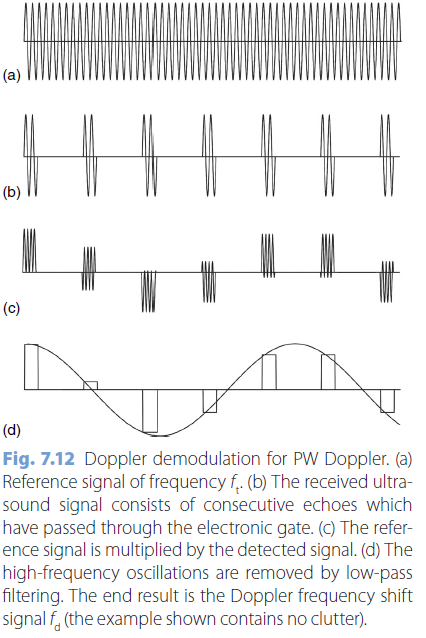 (a)
(b)
(c)
(d)
Fig. 7.12 Doppler demodulation for PW Doppler. (a)
Reference signal of frequency fₜ. (b) The received ultra-
sound signal consists of consecutive echoes which
have passed through the electronic gate. (c) The refer-
ence signal is multiplied by the detected signal. (d) The
high-frequency oscillations are removed by low-pass
filtering. The end result is the Doppler frequency shift
signal f_d (the example shown contains no clutter).